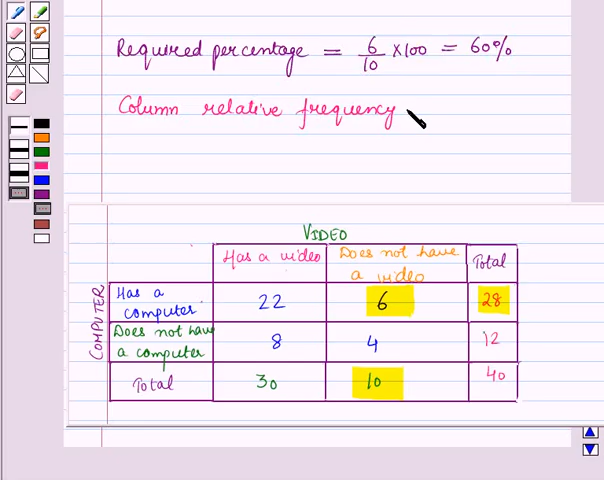 Required percentage = 6/10 ×100 = 60%
Column relative frequency
VIDEO
Has a video Does not have a video Total
COMPUTER
Has a computer 22 6 28
Does not have a computer 8 4 12
Total 30 10 40